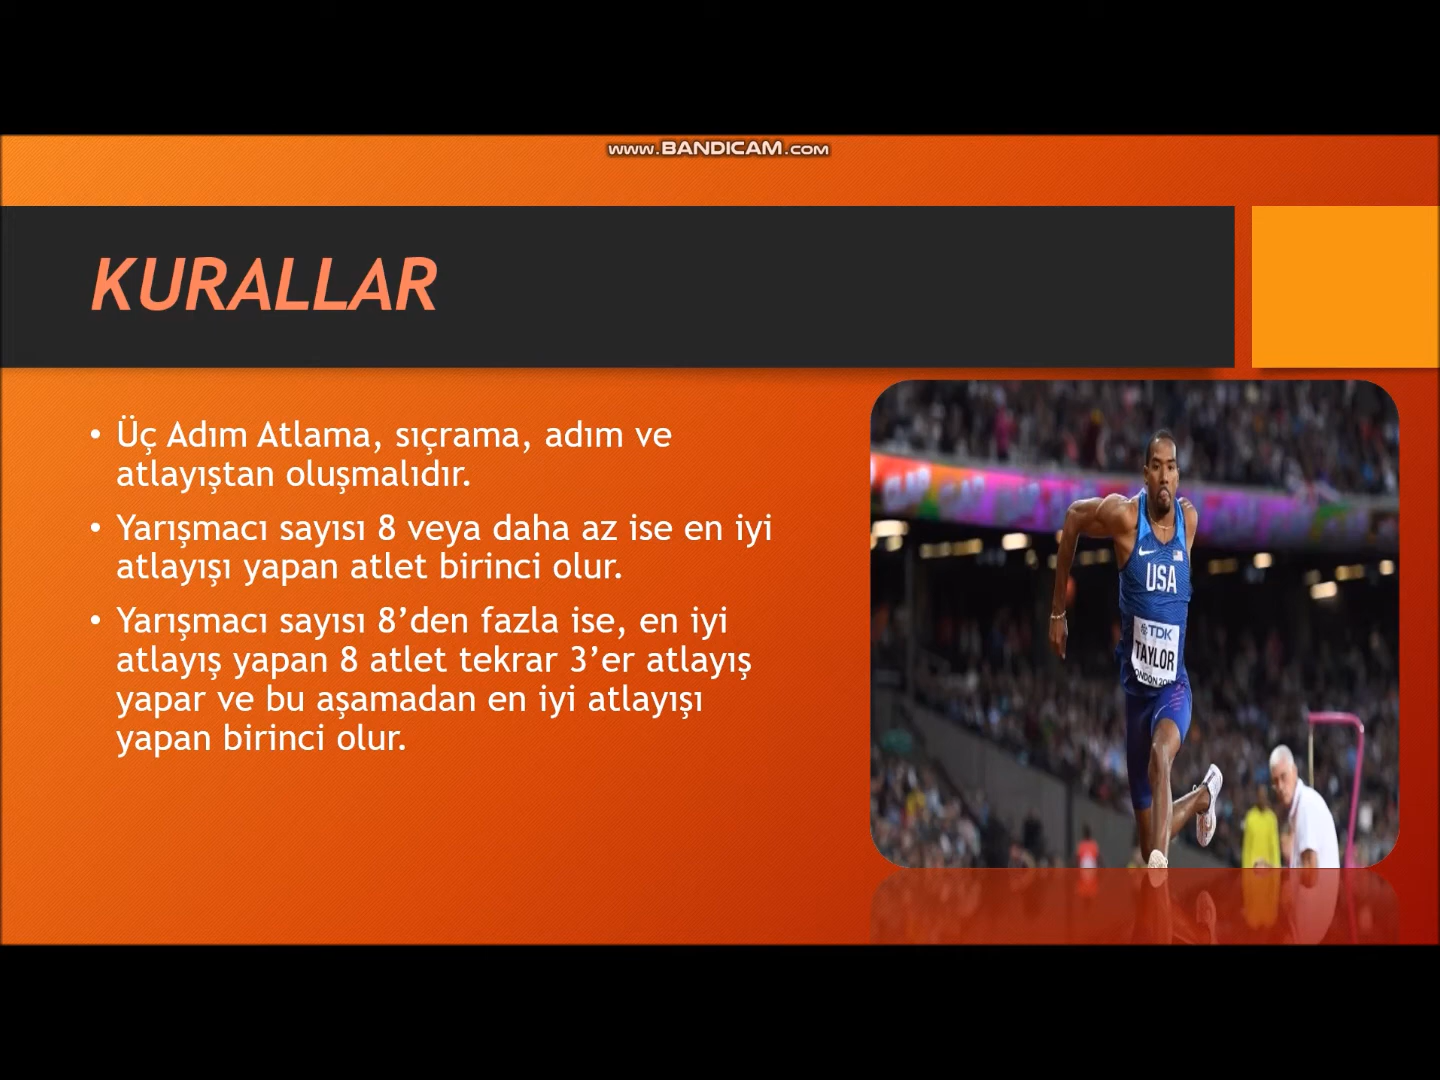 www.BANDICAM.com
KURALLAR
• Üç Adım Atlama, sıçrama, adım ve
atlayıştan oluşmalıdır.
• Yarışmacı sayısı 8 veya daha az ise en iyi
atlayışı yapan atlet birinci olur.
• Yarışmacı sayısı 8’den fazla ise, en iyi
atlayış yapan 8 atlet tekrar 3’er atlayış
yapar ve bu aşamadan en iyi atlayışı
yapan birinci olur.
USA
TDK
TAYLOR